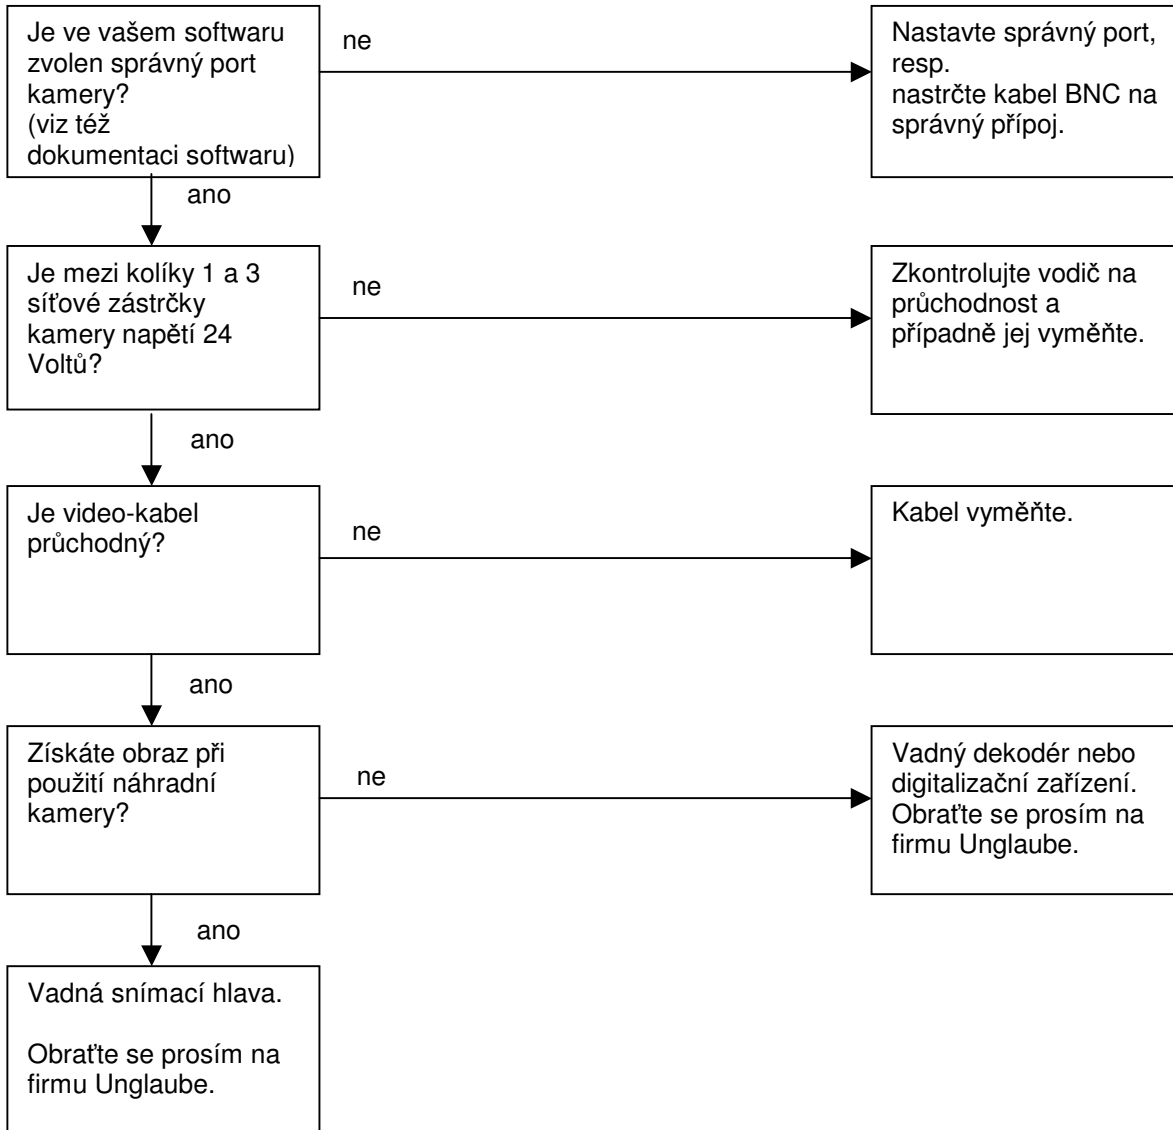 Je ve vašem softwaru
zvolen správný port
kamery?
(viz též
dokumentaci softwaru)
ne
Nastavte správný port,
resp.
nastrčte kabel BNC na
správný přípoj.
ano
Je mezi kolíky 1 a 3
síťové zástrčky
kamery napětí 24
Voltů?
ne
Zkontrolujte vodič na
průchodnost a
případně jej vyměňte.
ano
Je video-kabel
průchodný?
ne
Kabel vyměňte.
ano
Získáte obraz při
použití náhradní
kamery?
ne
Vadný dekodér nebo
digitalizační zařízení.
Obraťte se prosím na
firmu Unglaube.
ano
Vadná snímací hlava.
Obraťte se prosím na
firmu Unglaube.